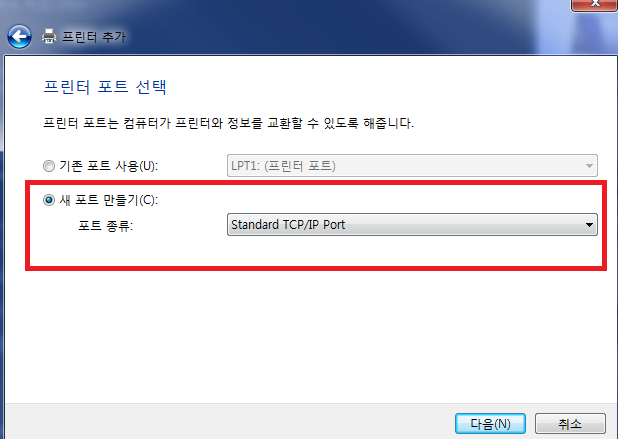 프린터 추가
프린터 포트 선택
프린터 포트는 컴퓨터가 프린터와 정보를 교환할 수 있도록 해줍니다.
기존 포트 사용(U): LPT1: (프린터 포트)
새 포트 만들기(C):
포트 종류: Standard TCP/IP Port
다음(N) 취소